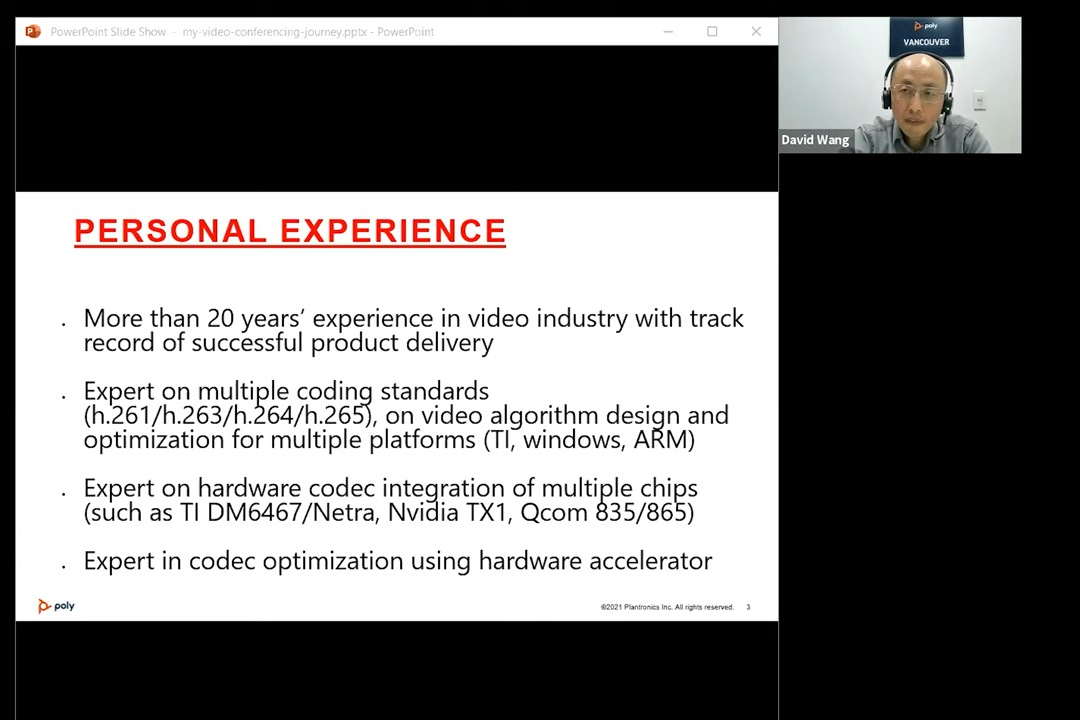 PowerPoint Slide Show - my-video-conferencing-journey.pptx - PowerPoint
poly
VANCOUVER
David Wang
PERSONAL EXPERIENCE
. More than 20 years’ experience in video industry with track
record of successful product delivery
. Expert on multiple coding standards
(h.261/h.263/h.264/h.265), on video algorithm design and
optimization for multiple platforms (TI, windows, ARM)
. Expert on hardware codec integration of multiple chips
(such as TI DM6467/Netra, Nvidia TX1, Qcom 835/865)
. Expert in codec optimization using hardware accelerator
poly
©2021 Plantronics Inc. All rights reserved. 3